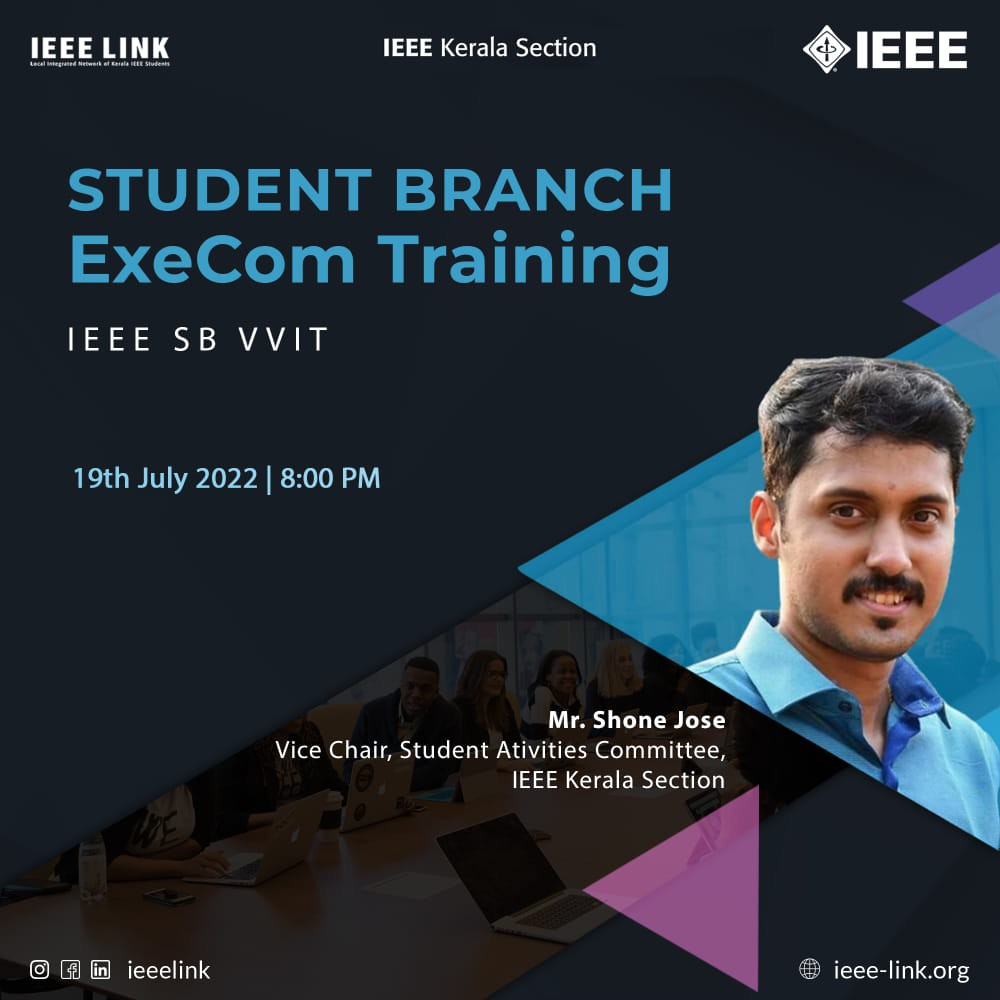 IEEE LINK
Local Integrated Network of Kerala IEEE Students
IEEE Kerala Section
IEEE
STUDENT BRANCH
ExeCom Training
IEEE SB VVIT
19th July 2022 | 8:00 PM
Mr. Shone Jose
Vice Chair, Student Ativities Committee,
IEEE Kerala Section
ieeelink
ieee-link.org